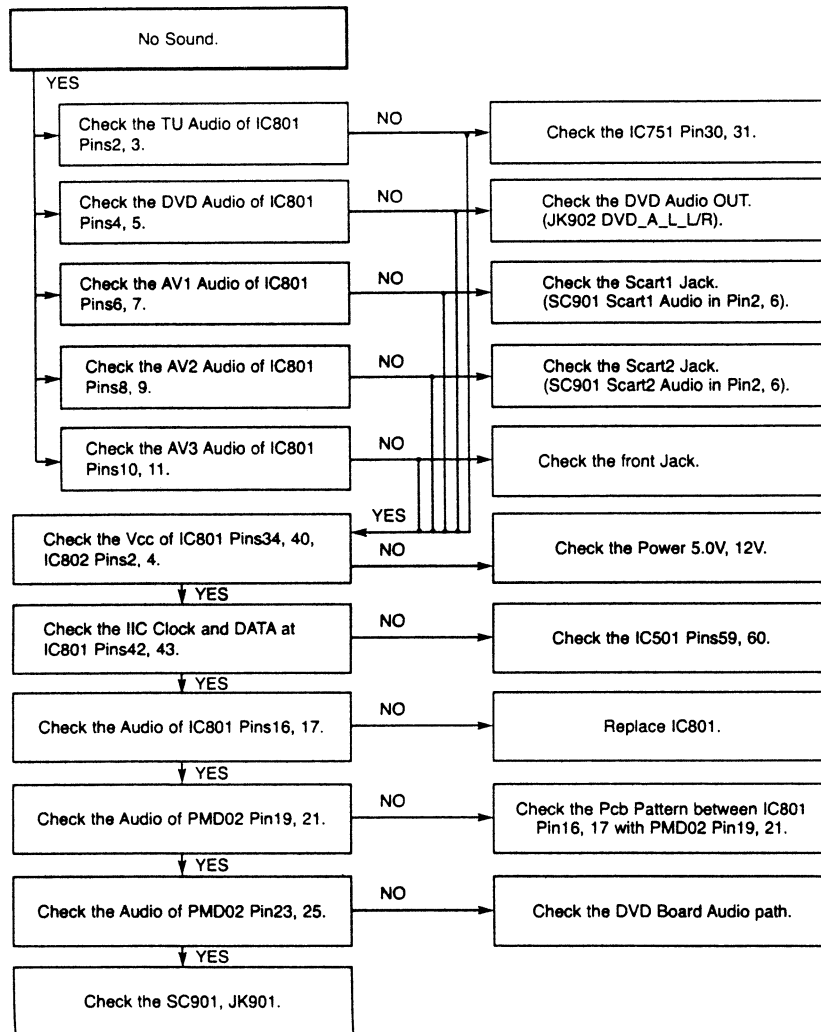 No Sound.
YES
Check the TU Audio of IC801
Pins2, 3.
NO
Check the IC751 Pin30, 31.
Check the DVD Audio of IC801
Pins4, 5.
NO
Check the DVD Audio OUT.
(JK902 DVD_A_L_L/R).
Check the AV1 Audio of IC801
Pins6, 7.
NO
Check the Scart1 Jack.
(SC901 Scart1 Audio in Pin2, 6).
Check the AV2 Audio of IC801
Pins8, 9.
NO
Check the Scart2 Jack.
(SC901 Scart2 Audio in Pin2, 6).
Check the AV3 Audio of IC801
Pins10, 11.
NO
Check the front Jack.
YES
Check the Vcc of IC801 Pins34, 40,
IC802 Pins2, 4.
NO
Check the Power 5.0V, 12V.
YES
Check the IIC Clock and DATA at
IC801 Pins42, 43.
NO
Check the IC501 Pins59, 60.
YES
Check the Audio of IC801 Pins16, 17.
NO
Replace IC801.
YES
Check the Audio of PMD02 Pin19, 21.
NO
Check the Pcb Pattern between IC801
Pin16, 17 with PMD02 Pin19, 21.
YES
Check the Audio of PMD02 Pin23, 25.
NO
Check the DVD Board Audio path.
YES
Check the SC901, JK901.